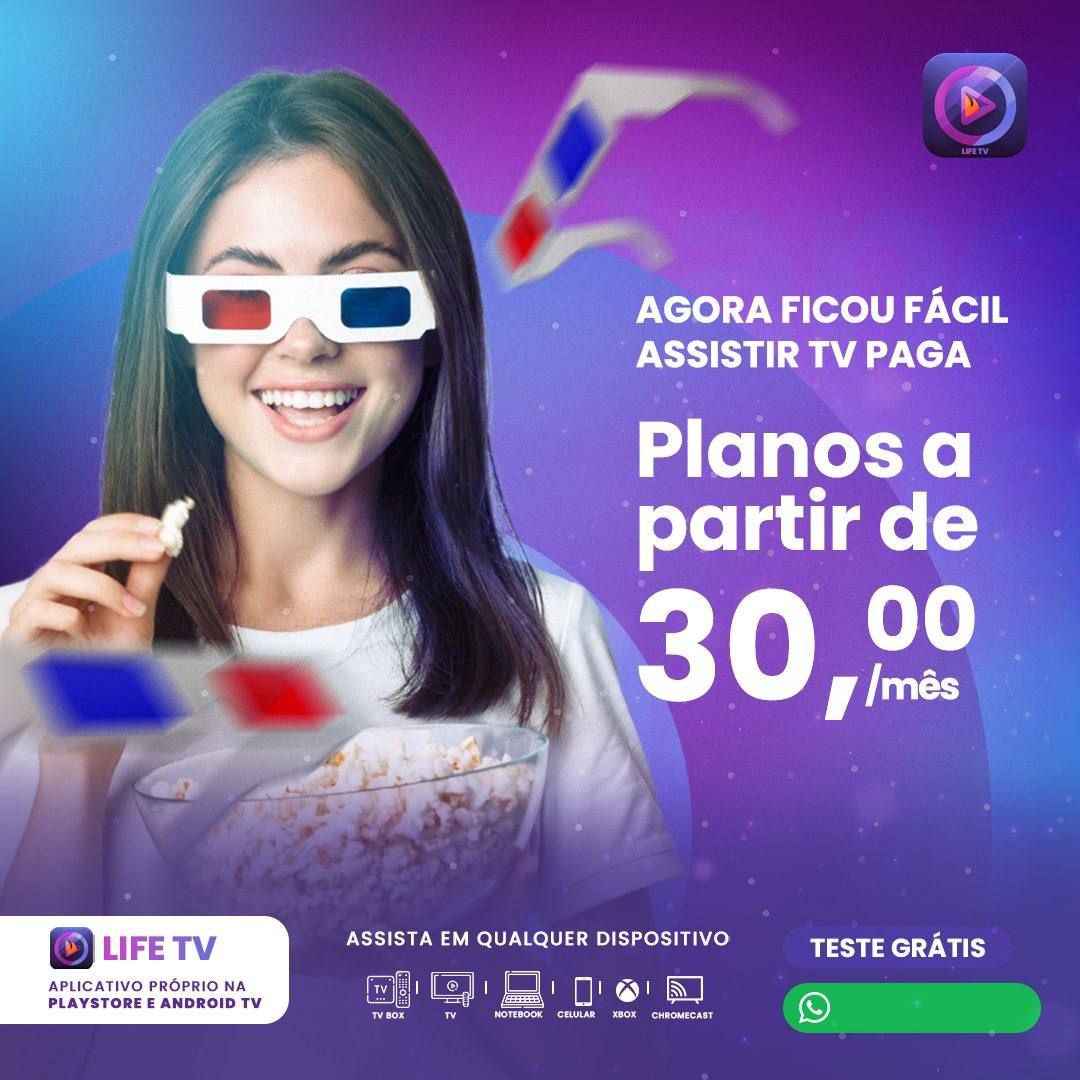 LIFE TV
AGORA FICOU FÁCIL
ASSISTIR TV PAGA
Planos a
partir de
30,00
/mês
LIFE TV
APLICATIVO PRÓPRIO NA
PLAYSTORE E ANDROID TV
ASSISTA EM QUALQUER DISPOSITIVO
TV
TV BOX
TV
NOTEBOOK
CELULAR
XBOX
CHROMECAST
TESTE GRÁTIS